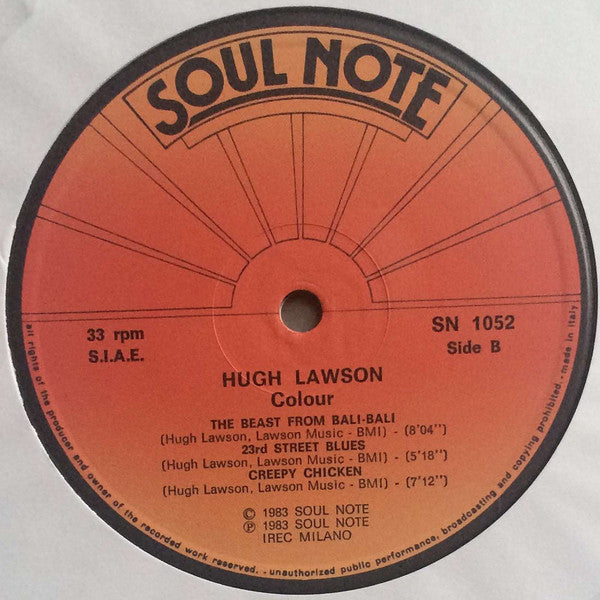 SOUL NOTE
33 rpm
S.I.A.E.
SN 1052
Side B
HUGH LAWSON
Colour
THE BEAST FROM BALI-BALI
(Hugh Lawson, Lawson Music - BMI) - (8'04'')
23rd STREET BLUES
(Hugh Lawson, Lawson Music - BMI) - (5'18'')
CREEPY CHICKEN
(Hugh Lawson, Lawson Music - BMI) - (7'12'')
© 1983 SOUL NOTE
℗ 1983 SOUL NOTE
IREC MILANO
all rights of the producer and owner of the recorded work reserved. - unauthorized public performance, broadcasting and copying prohibited. - made in italy